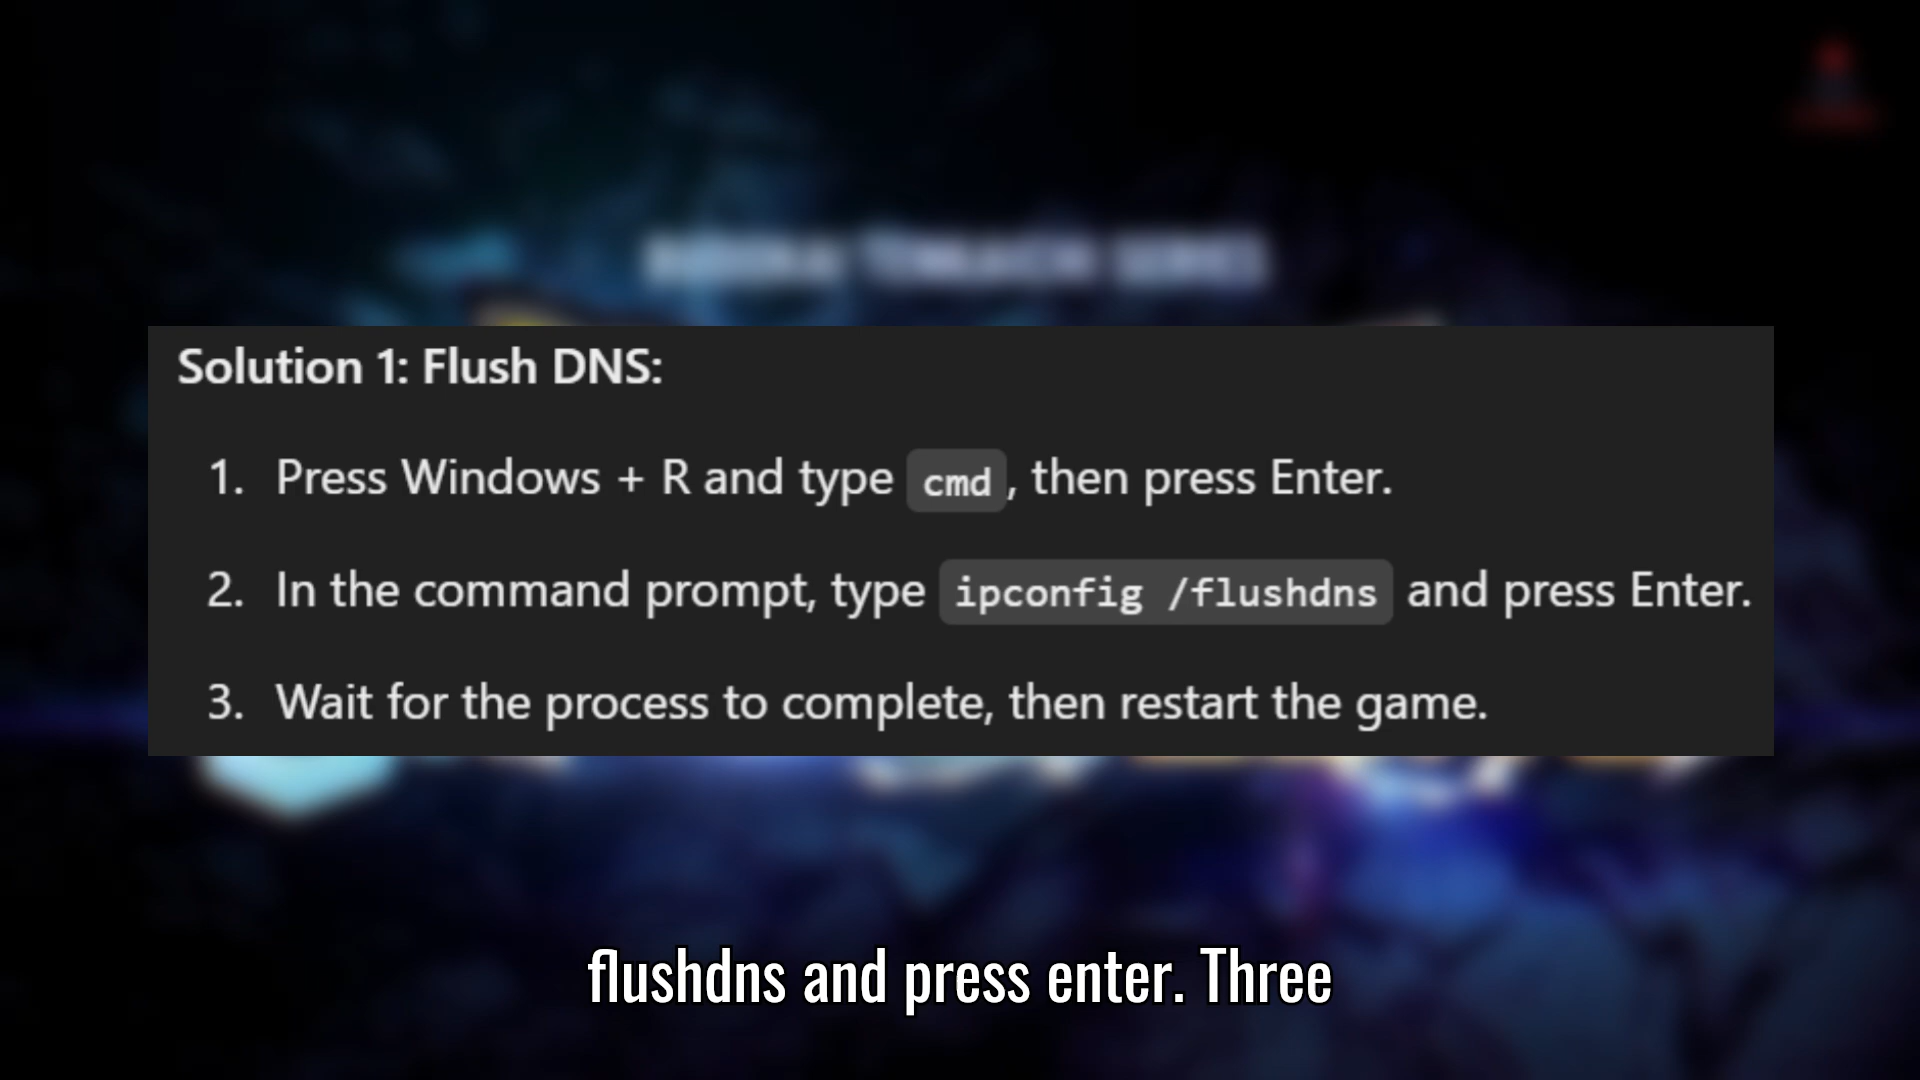 Solution 1: Flush DNS:
1. Press Windows + R and type cmd, then press Enter.
2. In the command prompt, type ipconfig /flushdns and press Enter.
3. Wait for the process to complete, then restart the game.
flushdns and press enter. Three